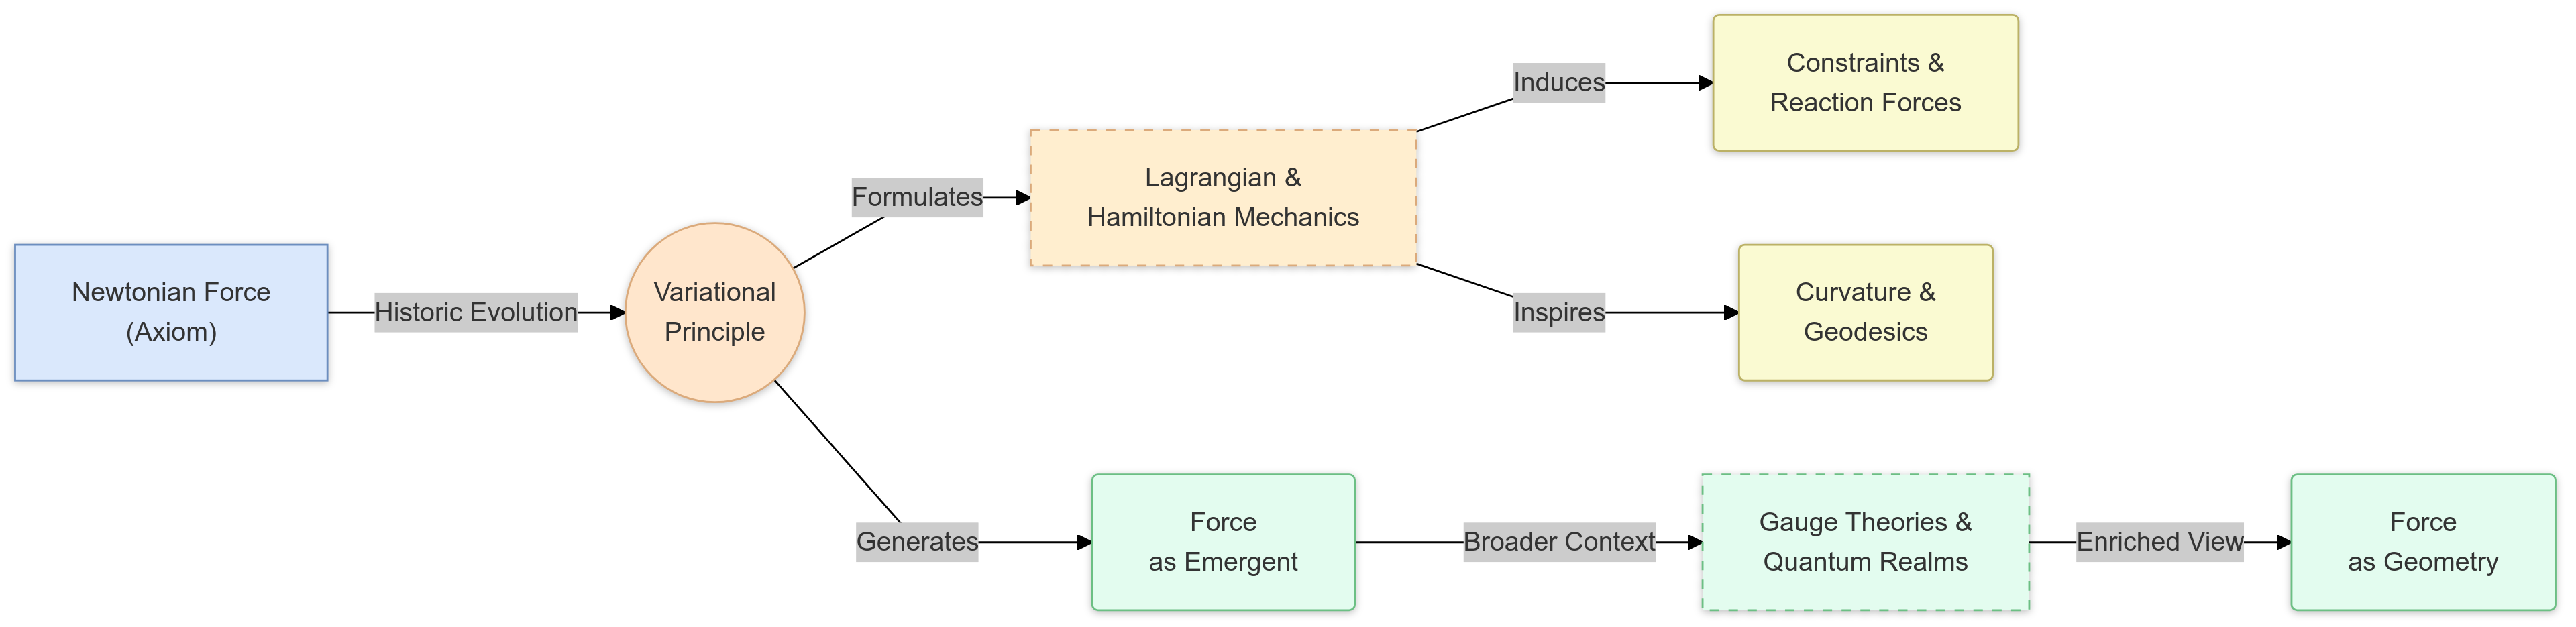 Newtonian Force
(Axiom)
Historic Evolution
Variational
Principle
Formulates
Lagrangian &
Hamiltonian Mechanics
Induces
Constraints &
Reaction Forces
Inspires
Curvature &
Geodesics
Generates
Force
as Emergent
Broader Context
Gauge Theories &
Quantum Realms
Enriched View
Force
as Geometry